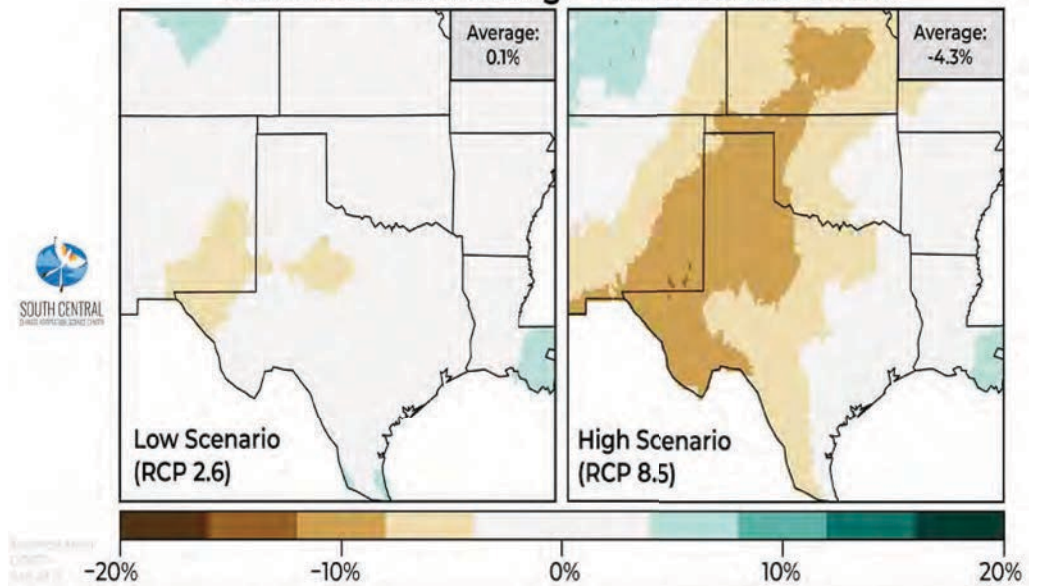 Average:
0.1%
Average:
-4.3%
SOUTH CENTRAL
Low Scenario
(RCP 2.6)
High Scenario
(RCP 8.5)
-20%
-10%
0%
10%
20%